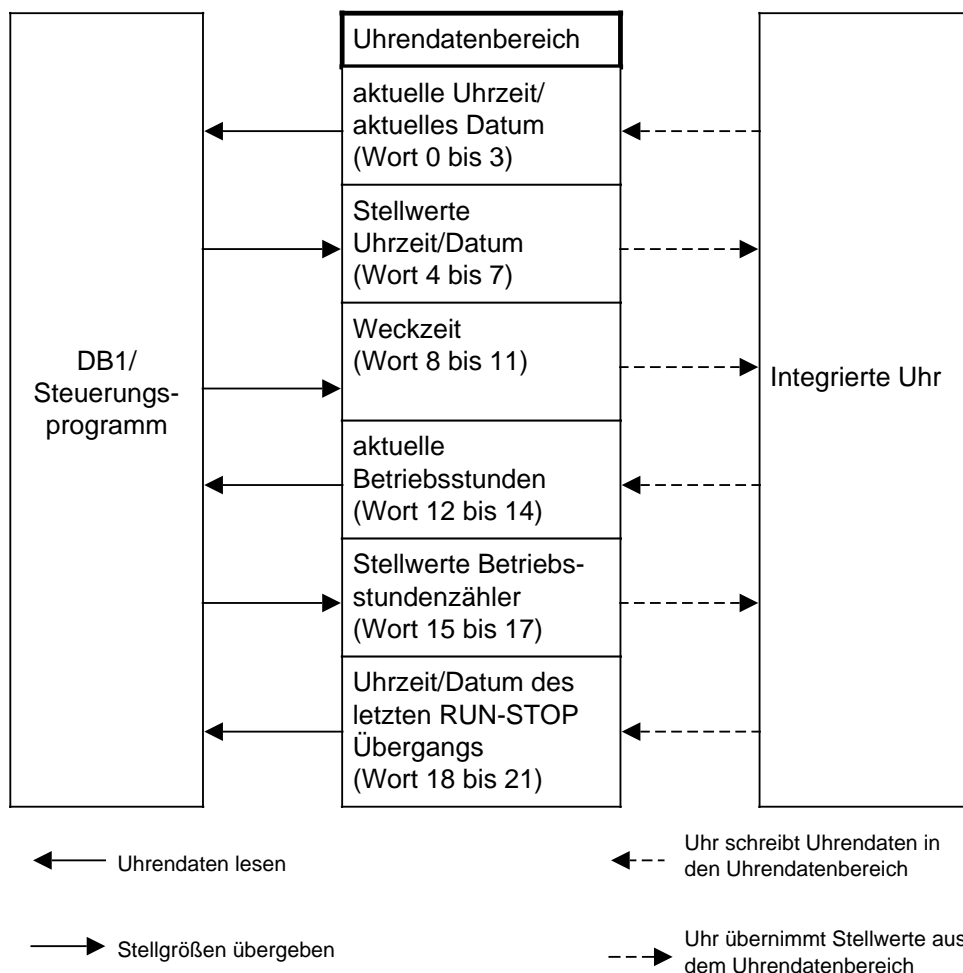 Uhrendatenbereich
aktuelle Uhrzeit/
aktuelles Datum
(Wort 0 bis 3)
Stellwerte
Uhrzeit/Datum
(Wort 4 bis 7)
Weckzeit
(Wort 8 bis 11)
DB1/
Steuerungs-
programm
Integrierte Uhr
aktuelle
Betriebsstunden
(Wort 12 bis 14)
Stellwerte Betriebs-
stundenzähler
(Wort 15 bis 17)
Uhrzeit/Datum des
letzten RUN-STOP
Übergangs
(Wort 18 bis 21)
Uhrendaten lesen
Uhr schreibt Uhrendaten in
den Uhrendatenbereich
Stellgrößen übergeben
Uhr übernimmt Stellwerte aus
dem Uhrendatenbereich